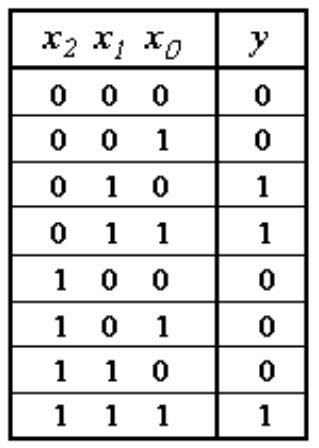 x₂ x₁ x₀ y
0 0 0 0
0 0 1 0
0 1 0 1
0 1 1 1
1 0 0 0
1 0 1 0
1 1 0 0
1 1 1 1